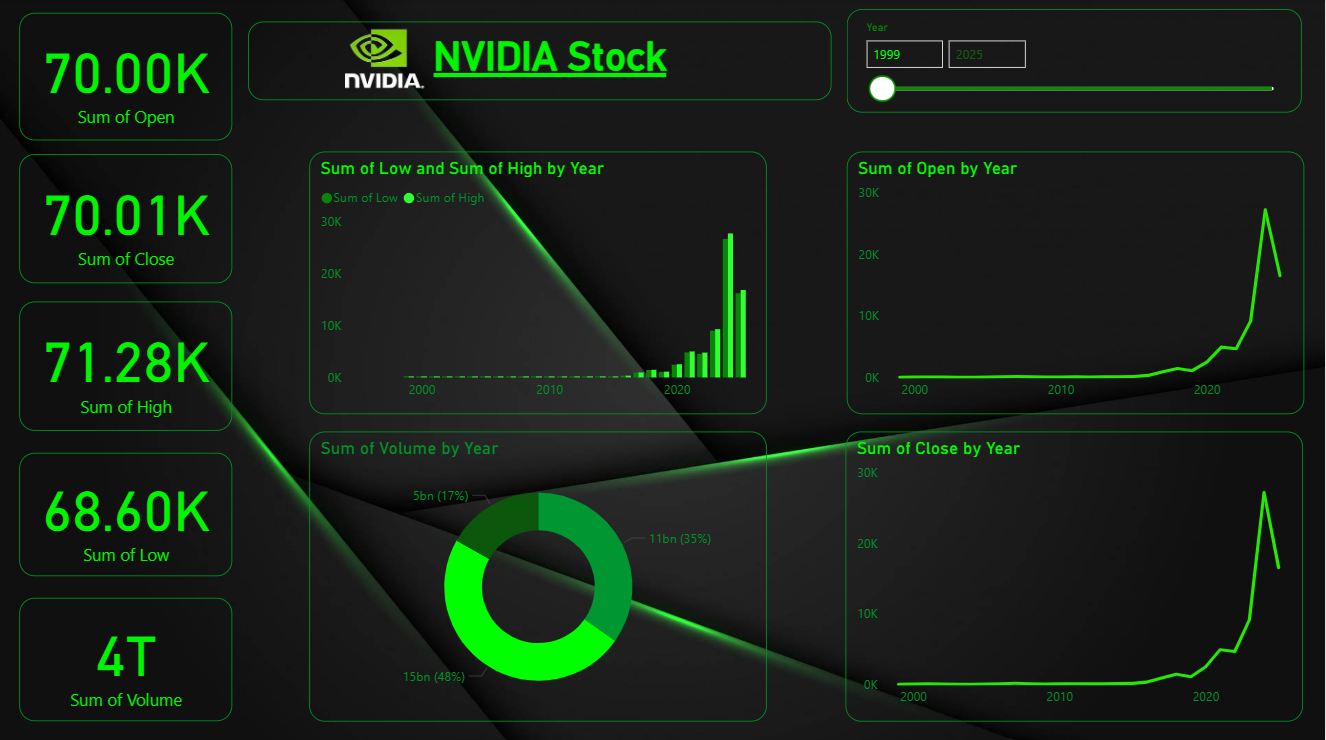 70.00K
Sum of Open
70.01K
Sum of Close
71.28K
Sum of High
68.60K
Sum of Low
4T
Sum of Volume
NVIDIA.
NVIDIA Stock
Year
1999
2025
Sum of Low and Sum of High by Year
Sum of Low Sum of High
30K
20K
10K
0K
2000 2010 2020
Sum of Open by Year
30K
20K
10K
0K
2000 2010 2020
Sum of Volume by Year
5bn (17%)
11bn (35%)
15bn (48%)
Sum of Close by Year
30K
20K
10K
0K
2000 2010 2020